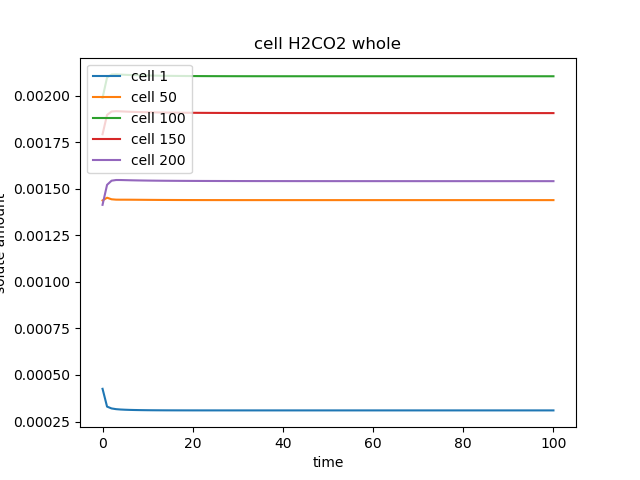 cell H2CO2 whole
cell 1
cell 50
cell 100
cell 150
cell 200
0.00200
0.00175
0.00150
0.00125
0.00100
0.00075
0.00050
0.00025
solute amount
0 20 40 60 80 100
time